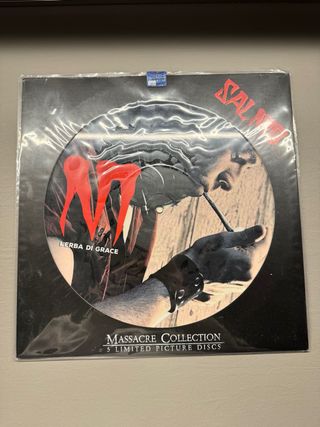 SALMO
L'ERBA DI GRACE
MASSACRE COLLECTION
5 LIMITED PICTURE DISCS